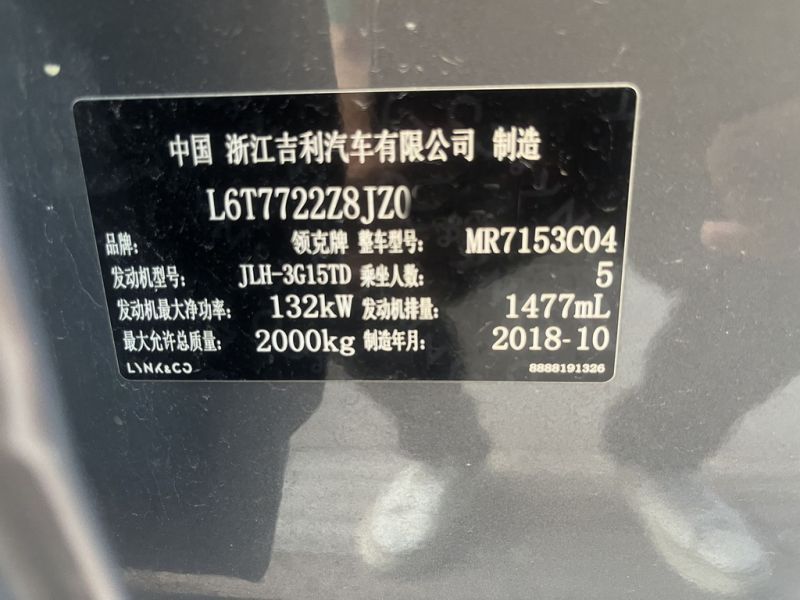 中国 浙江吉利汽车有限公司 制造
L6T7722Z8JZ0
品牌: 领克牌 整车型号: MR7153C04
发动机型号: JLH-3G15TD 乘坐人数: 5
发动机最大净功率: 132kW 发动机排量: 1477mL
最大允许总质量: 2000kg 制造年月: 2018-10
LYNK&CO 8888191326